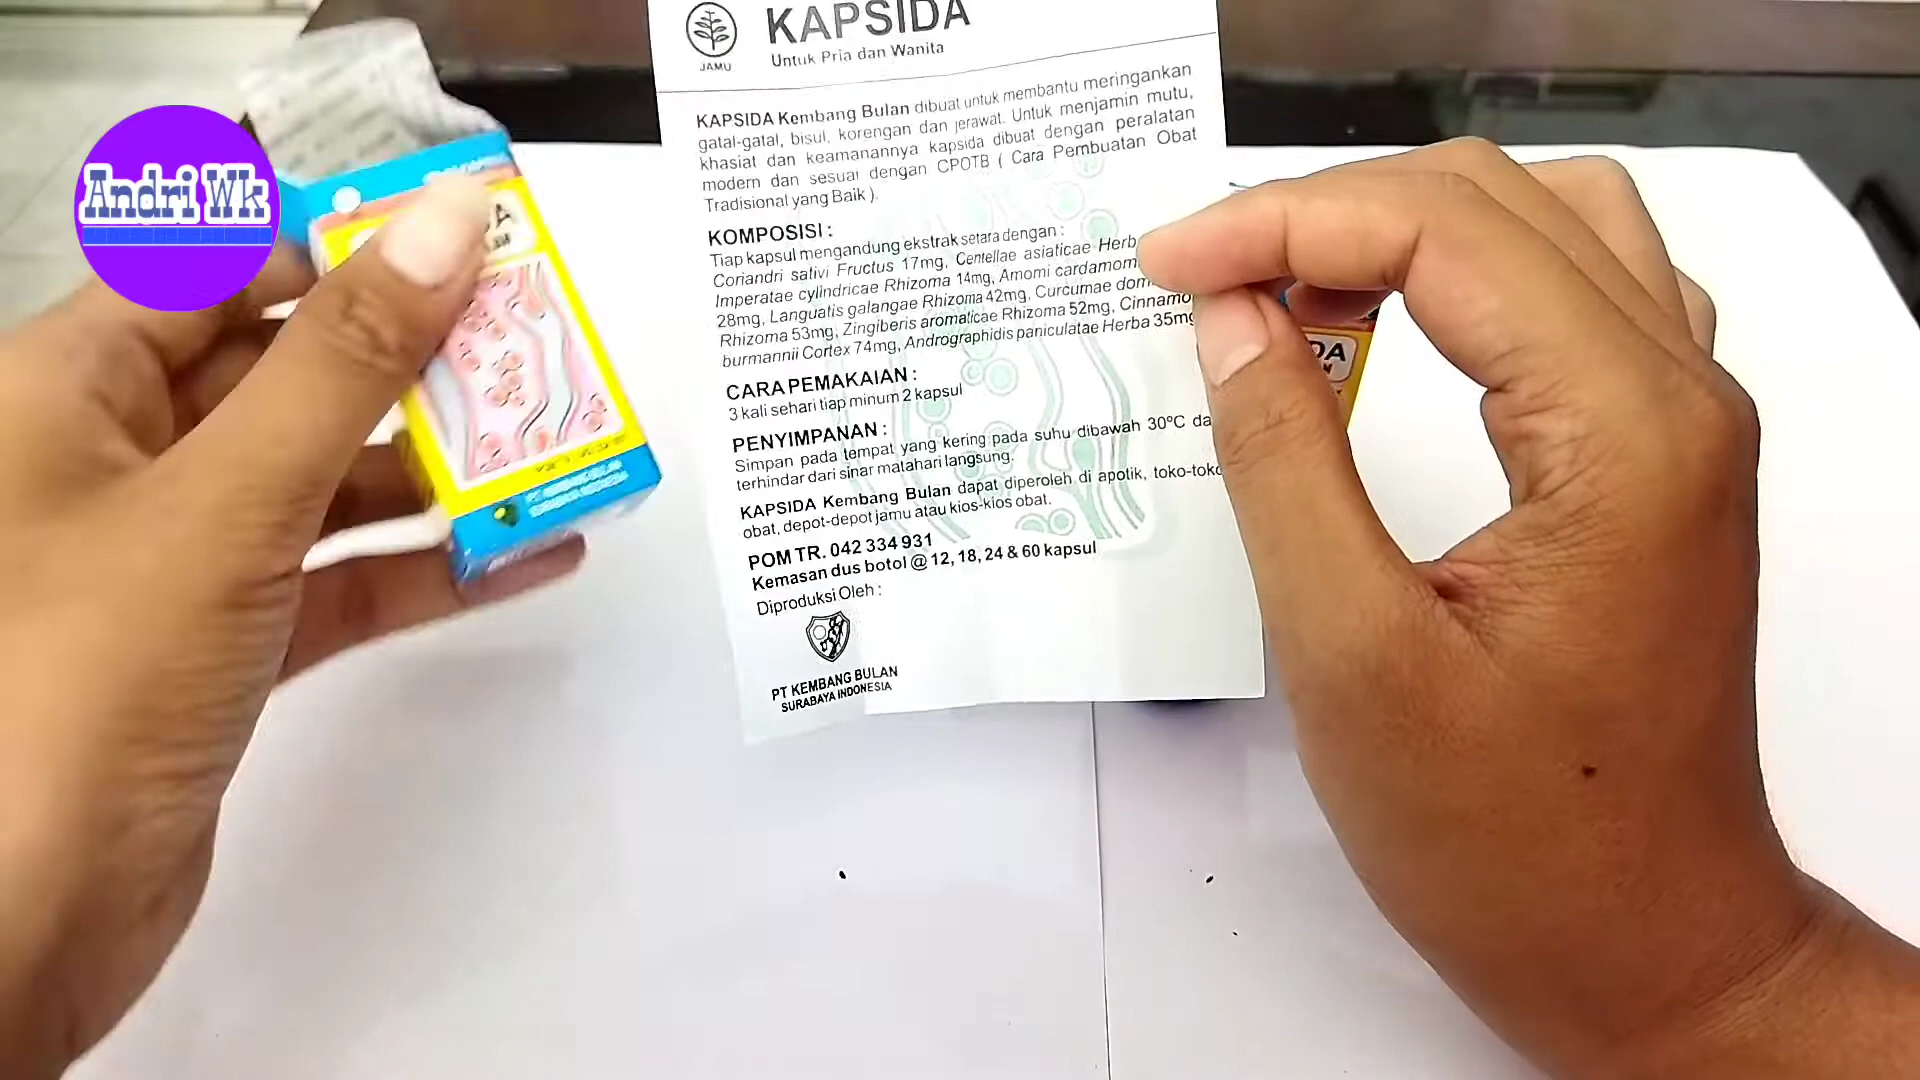 Andri Wk
KAPSIDA
JAMU
Untuk Pria dan Wanita
KAPSIDA Kembang Bulan dibuat untuk membantu meringankan
gatal-gatal, bisul, korengan dan jerawat. Untuk menjamin mutu,
khasiat dan keamanannya kapsida dibuat dengan peralatan
modern dan sesuai dengan CPOTB ( Cara Pembuatan Obat
Tradisional yang Baik ).
KOMPOSISI :
Tiap kapsul mengandung ekstrak setara dengan :
Coriandri sativi Fructus 17mg, Centellae asiaticae Herb
Imperatae cylindricae Rhizoma 14mg, Amomi cardamom
28mg, Languatis galangae Rhizoma 42mg, Curcumae dom
Rhizoma 53mg, Zingiberis aromaticae Rhizoma 52mg, Cinnamo
burmannii Cortex 74mg, Andrographidis paniculatae Herba 35mg
CARA PEMAKAIAN :
3 kali sehari tiap minum 2 kapsul
PENYIMPANAN :
Simpan pada tempat yang kering pada suhu dibawah 30°C da
terhindar dari sinar matahari langsung.
KAPSIDA Kembang Bulan dapat diperoleh di apotik, toko-toko
obat, depot-depot jamu atau kios-kios obat.
POM TR. 042 334 931
Kemasan dus botol @ 12, 18, 24 & 60 kapsul
Diproduksi Oleh :
PT KEMBANG BULAN
SURABAYA INDONESIA
DA